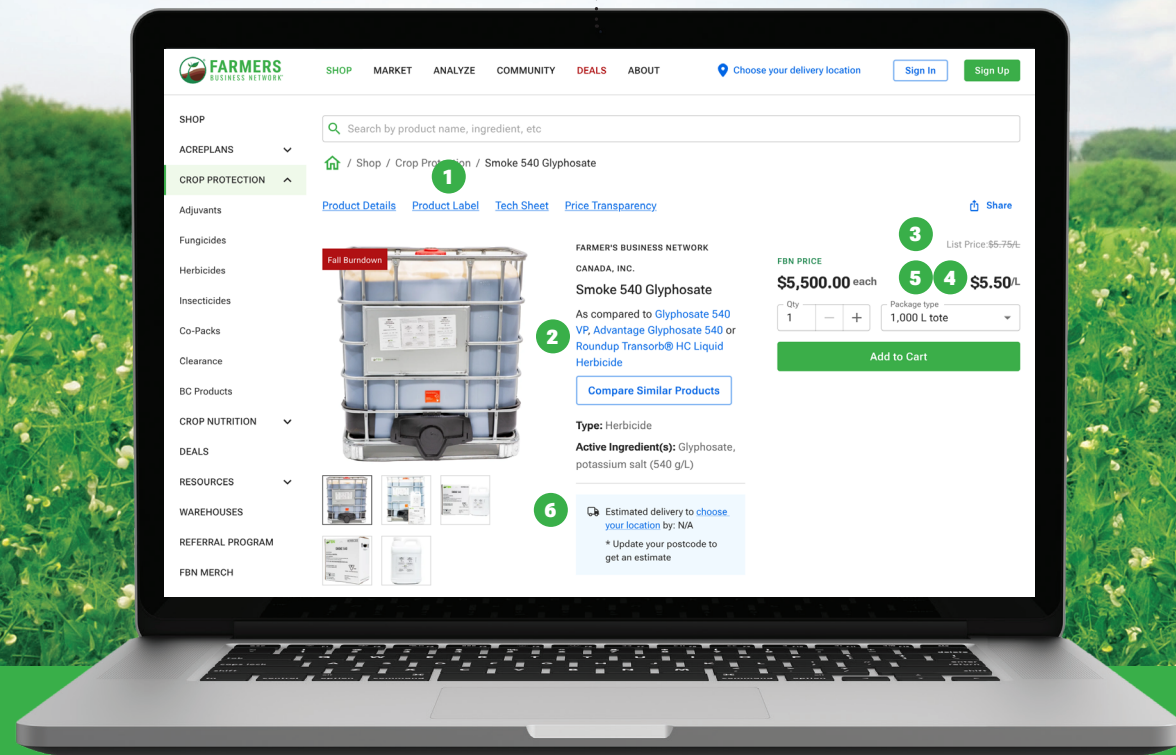 FARMERS
BUSINESS NETWORK
SHOP MARKET ANALYZE COMMUNITY DEALS ABOUT
Choose your delivery location
Sign In
Sign Up
SHOP
ACREPLANS
CROP PROTECTION
Adjuvants
Fungicides
Herbicides
Insecticides
Co-Packs
Clearance
BC Products
CROP NUTRITION
DEALS
RESOURCES
WAREHOUSES
REFERRAL PROGRAM
FBN MERCH
Search by product name, ingredient, etc
/ Shop / Crop Protection / Smoke 540 Glyphosate
1
Product Details Product Label Tech Sheet Price Transparency
Share
Fall Burndown
FARMER'S BUSINESS NETWORK
CANADA, INC.
Smoke 540 Glyphosate
2
As compared to Glyphosate 540
VP, Advantage Glyphosate 540 or
Roundup Transorb® HC Liquid
Herbicide
Compare Similar Products
Type: Herbicide
Active Ingredient(s): Glyphosate,
potassium salt (540 g/L)
6
Estimated delivery to choose
your location by: N/A
* Update your postcode to
get an estimate
3
List Price:$5.75/L
FBN PRICE
$5,500.00 each
5 4
$5.50/L
Qty
1 − +
Package type
1,000 L tote
Add to Cart